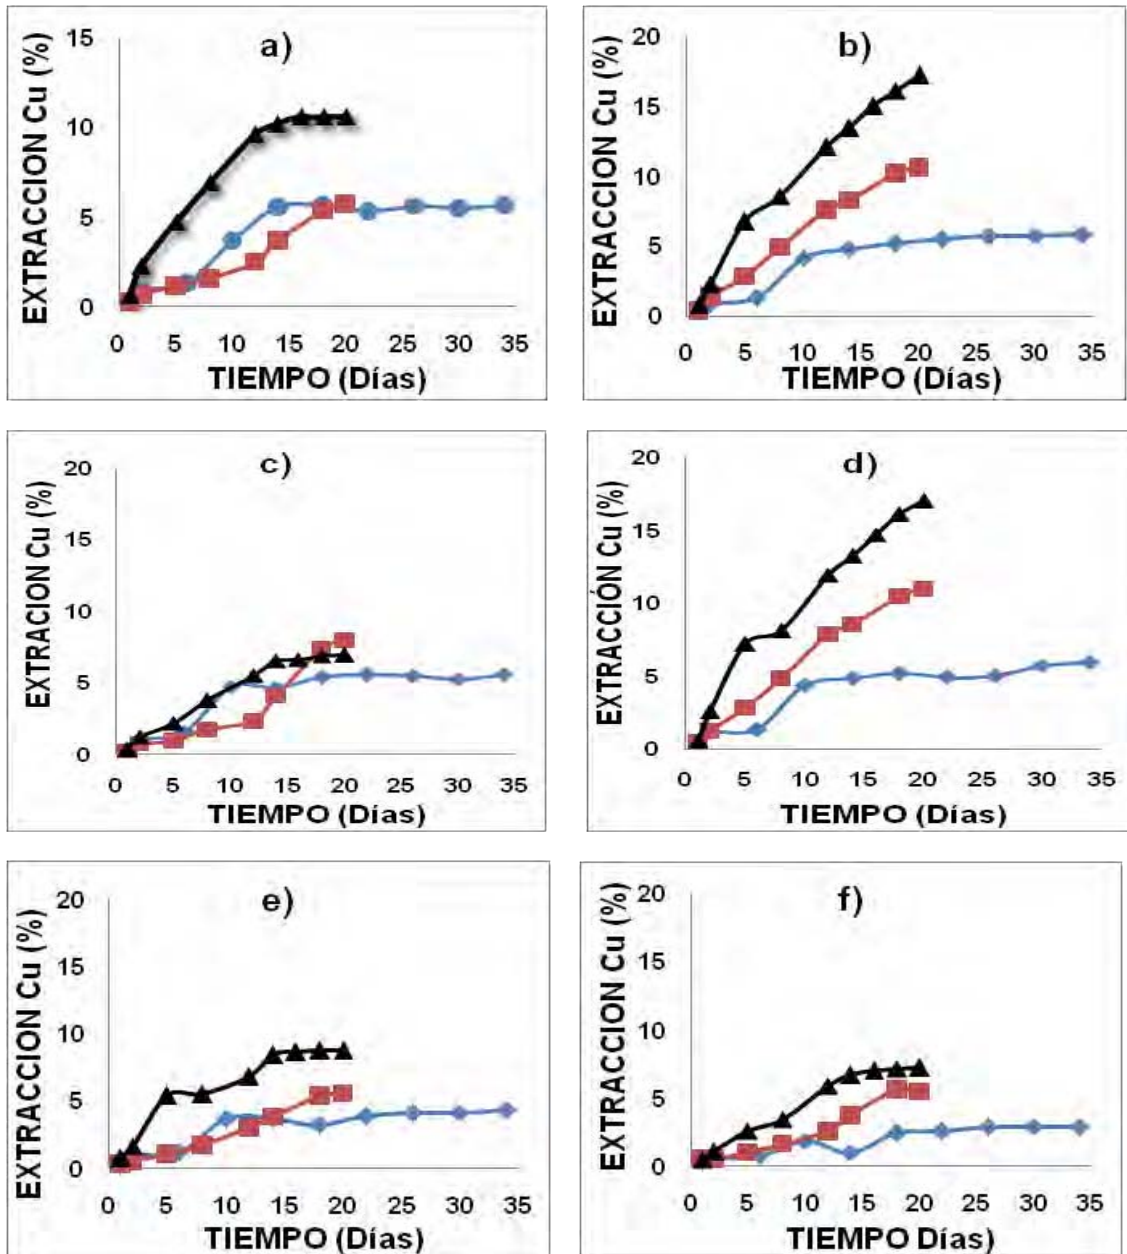 a)
EXTRACCION Cu (%)
15
10
5
0
0 5 10 15 20 25 30 35
TIEMPO (Días)
b)
EXTRACCION Cu (%)
20
15
10
5
0
0 5 10 15 20 25 30 35
TIEMPO (Días)
c)
EXTRACION Cu (%)
20
15
10
5
0
0 5 10 15 20 25 30 35
TIEMPO (Días)
d)
EXTRACCIÓN Cu (%)
20
15
10
5
0
0 5 10 15 20 25 30 35
TIEMPO (Días)
e)
EXTRACCION Cu (%)
20
15
10
5
0
0 5 10 15 20 25 30 35
TIEMPO (Días)
f)
EXTRACCION Cu (%)
20
15
10
5
0
0 5 10 15 20 25 30 35
TIEMPO Días)